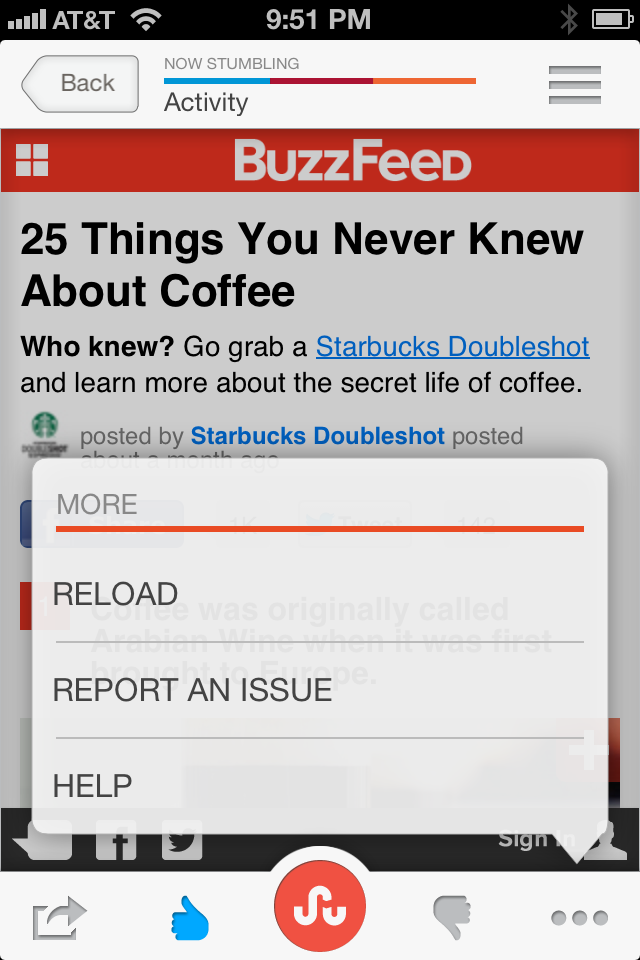 AT&T 9:51 PM
Back
NOW STUMBLING
Activity
BUZZFEED
25 Things You Never Knew
About Coffee
Who knew? Go grab a Starbucks Doubleshot
and learn more about the secret life of coffee.
posted by Starbucks Doubleshot posted
about a month ago
MORE
Share 1K Tweet 142
RELOAD
1 Coffee was originally called
Arabian Wine when it was first
brought to Europe.
REPORT AN ISSUE
HELP
Sign In